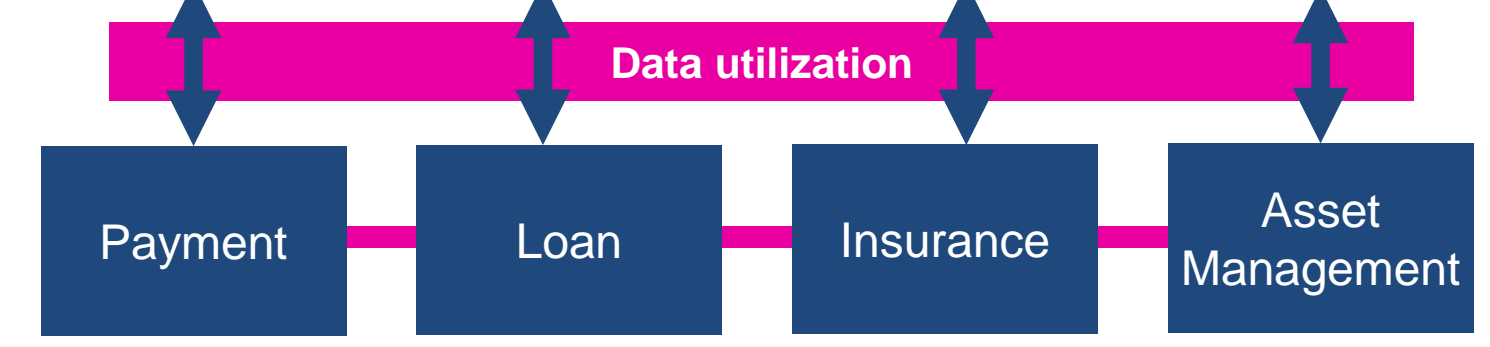 Data utilization
Payment
Loan
Insurance
Asset
Management